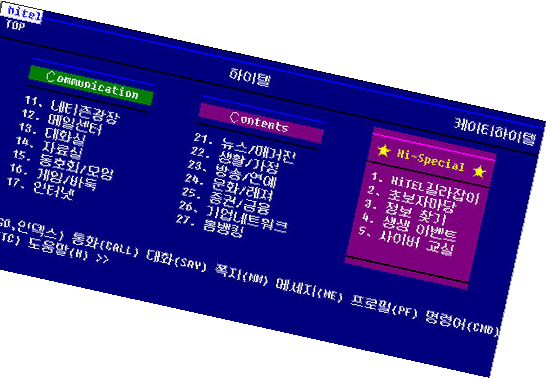 hitel
TOP
하이텔
케이티하이텔
Communication
11. 네티즌광장
12. 메일센터
13. 대화실
14. 자료실
15. 동호회/모임
16. 게임/바둑
17. 인터넷
Contents
21. 뉴스/매거진
22. 생활/가정
23. 방송/연예
24. 문화/레저
25. 증권/금융
26. 기업네트워크
27. 홈뱅킹
★ Hi-Special ★
1. HiTEL길라잡이
2. 초보자마당
3. 정보 찾기
4. 생생 이벤트
5. 사이버 교실
GO,인덱스) 통화(CALL) 대화(SAY) 쪽지(MM) 메세지(ME) 프로필(PF) 명령어(CMD)
TC) 도움말(H) >>